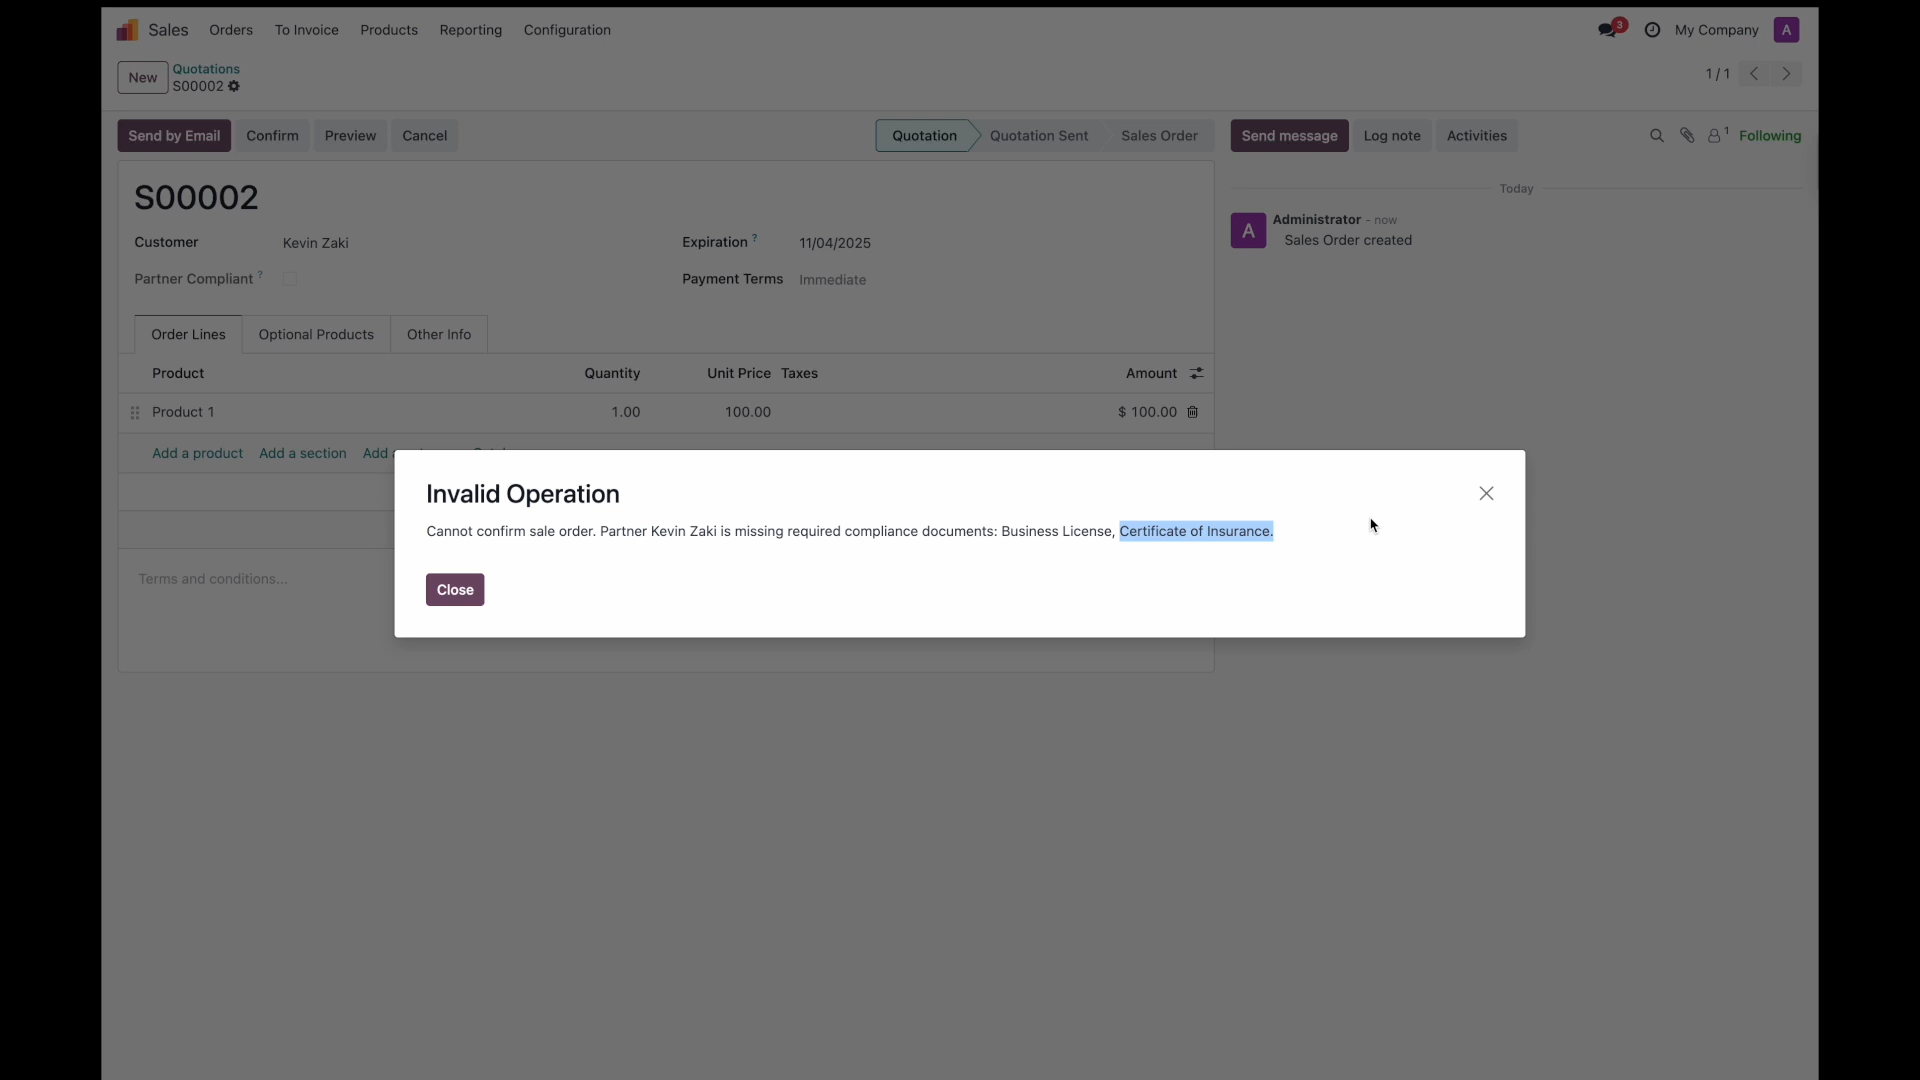 Sales Orders To Invoice Products Reporting Configuration
3 My Company A
New Quotations
S00002
1 / 1
Send by Email Confirm Preview Cancel
Quotation Quotation Sent Sales Order
Send message Log note Activities
1 Following
S00002
Customer Kevin Zaki
Expiration ? 11/04/2025
Partner Compliant ?
Payment Terms Immediate
Today
A Administrator - now
Sales Order created
Order Lines Optional Products Other Info
Product Quantity Unit Price Taxes Amount
Product 1 1.00 100.00 $ 100.00
Add a product Add a section Add
Invalid Operation
Cannot confirm sale order. Partner Kevin Zaki is missing required compliance documents: Business License, Certificate of Insurance.
Close
Terms and conditions...